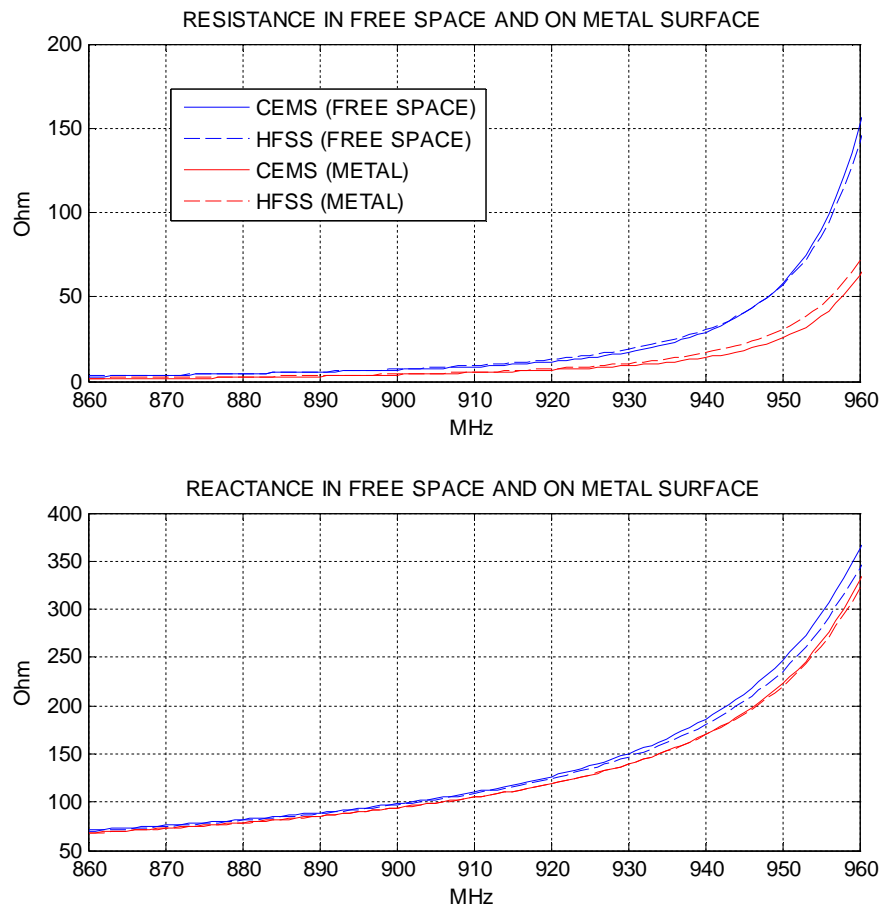 RESISTANCE IN FREE SPACE AND ON METAL SURFACE
200
150
100
50
0
Ohm
CEMS (FREE SPACE)
HFSS (FREE SPACE)
CEMS (METAL)
HFSS (METAL)
860 870 880 890 900 910 920 930 940 950 960
MHz
REACTANCE IN FREE SPACE AND ON METAL SURFACE
400
350
300
250
200
150
100
50
Ohm
860 870 880 890 900 910 920 930 940 950 960
MHz